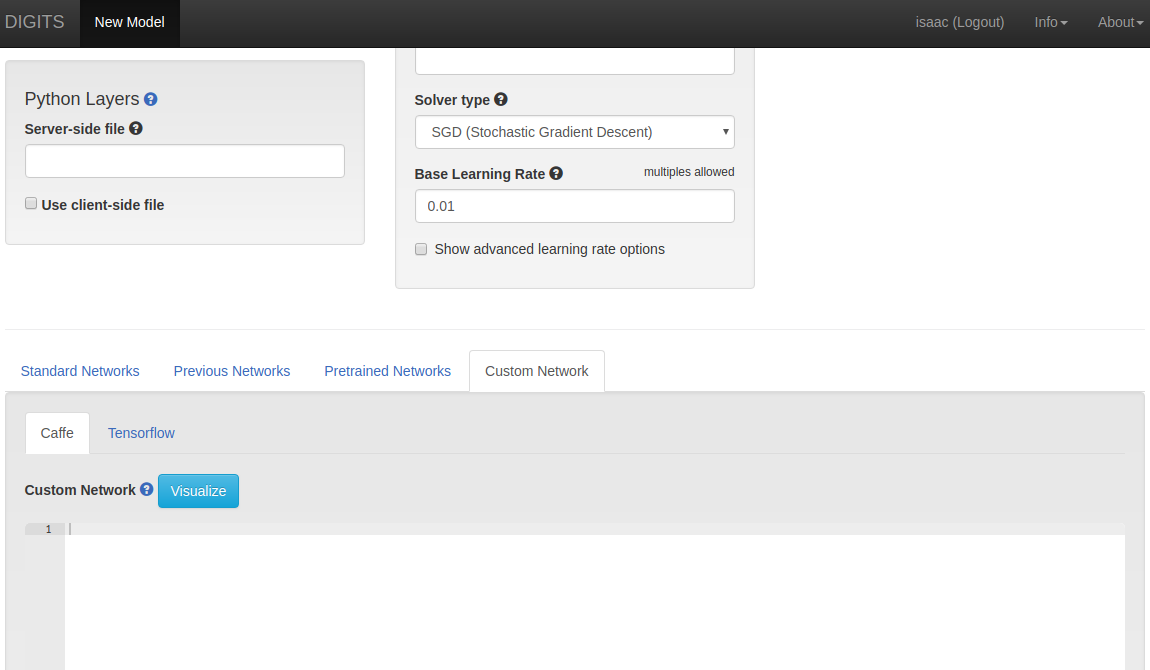 DIGITS New Model isaac (Logout) Info About
Python Layers
Server-side file
Use client-side file
Solver type
SGD (Stochastic Gradient Descent)
Base Learning Rate multiples allowed
0.01
Show advanced learning rate options
Standard Networks Previous Networks Pretrained Networks Custom Network
Caffe Tensorflow
Custom Network Visualize
1